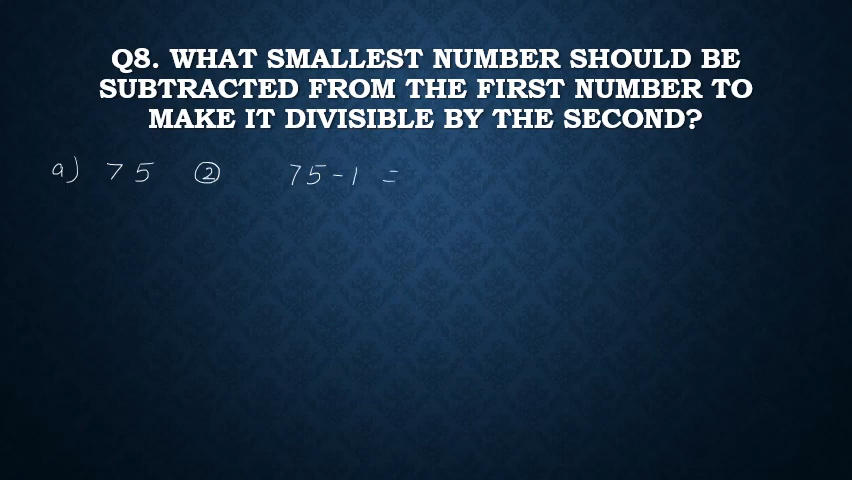 Q8. WHAT SMALLEST NUMBER SHOULD BE
SUBTRACTED FROM THE FIRST NUMBER TO
MAKE IT DIVISIBLE BY THE SECOND?
a) 75 ② 75-1 =